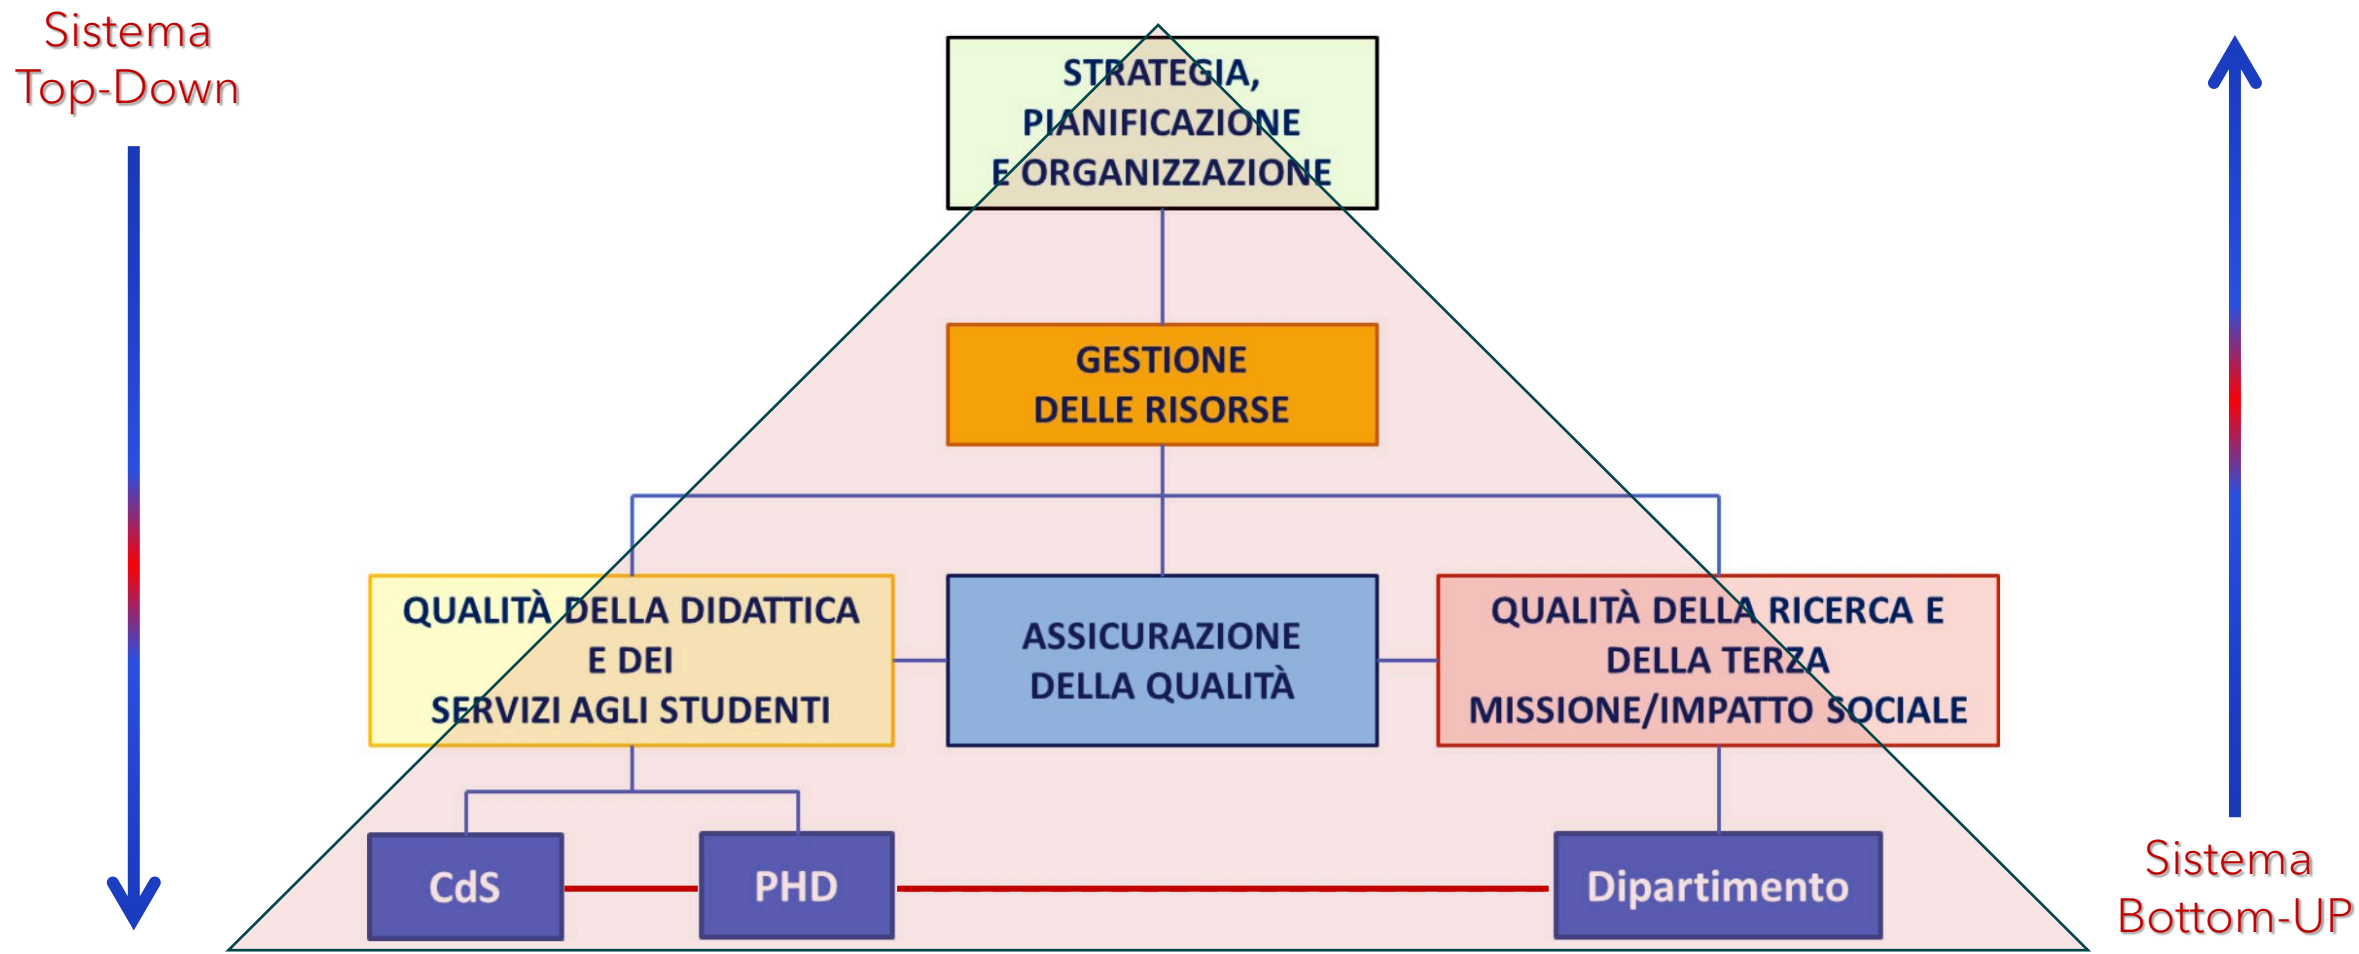 Sistema
Top-Down
STRATEGIA,
PIANIFICAZIONE
E ORGANIZZAZIONE
GESTIONE
DELLE RISORSE
QUALITÀ DELLA DIDATTICA
E DEI
SERVIZI AGLI STUDENTI
ASSICURAZIONE
DELLA QUALITÀ
QUALITÀ DELLA RICERCA E
DELLA TERZA
MISSIONE/IMPATTO SOCIALE
CdS
PHD
Dipartimento
Sistema
Bottom-UP